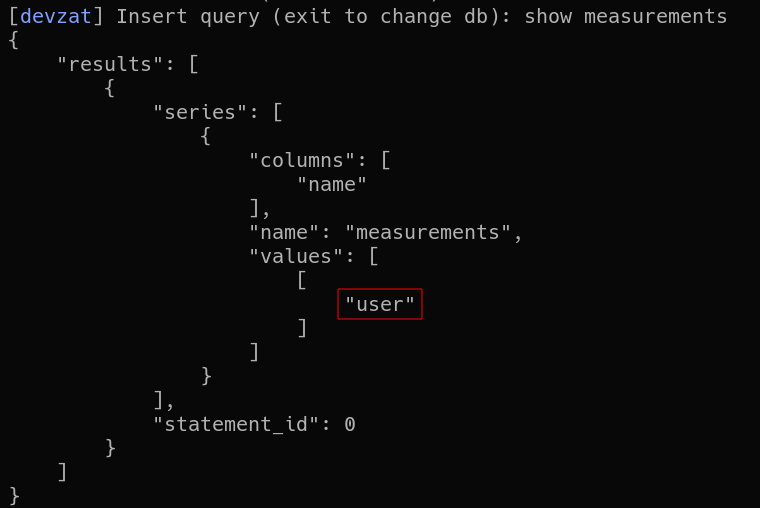 [devzat] Insert query (exit to change db): show measurements
{
    "results": [
        {
            "series": [
                {
                    "columns": [
                        "name"
                    ],
                    "name": "measurements",
                    "values": [
                        [
                            "user"
                        ]
                    ]
                }
            ],
            "statement_id": 0
        }
    ]
}